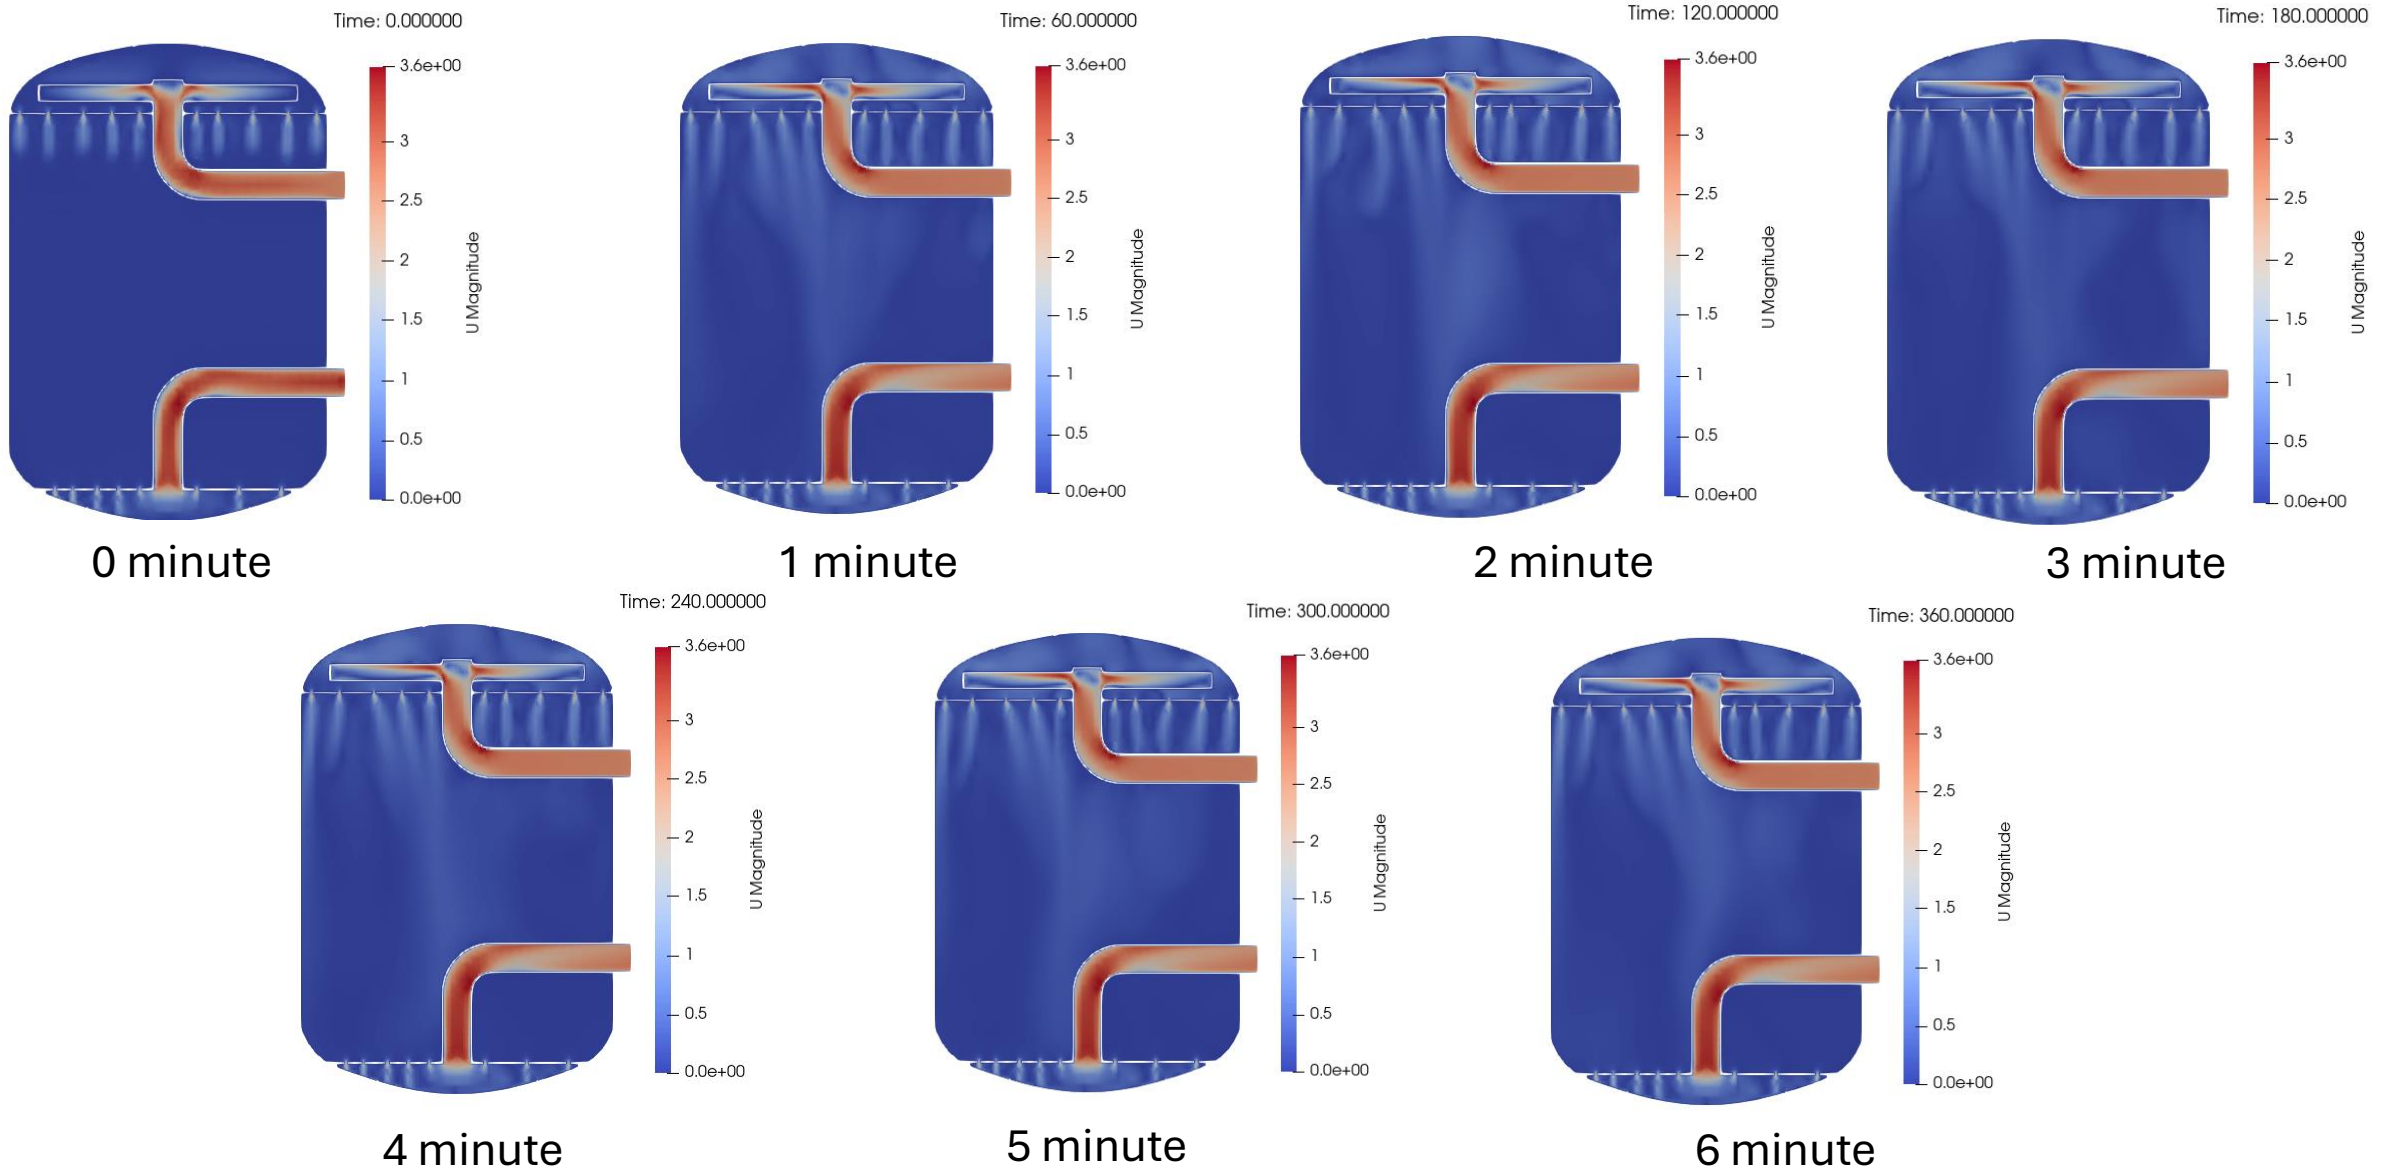 Time: 0.000000
3.6e+00
3
2.5
2
1.5
1
0.5
0.0e+00
U Magnitude
0 minute
Time: 60.000000
3.6e+00
3
2.5
2
1.5
1
0.5
0.0e+00
U Magnitude
1 minute
Time: 120.000000
3.6e+00
3
2.5
2
1.5
1
0.5
0.0e+00
U Magnitude
2 minute
Time: 180.000000
3.6e+00
3
2.5
2
1.5
1
0.5
0.0e+00
U Magnitude
3 minute
Time: 240.000000
3.6e+00
3
2.5
2
1.5
1
0.5
0.0e+00
U Magnitude
4 minute
Time: 300.000000
3.6e+00
3
2.5
2
1.5
1
0.5
0.0e+00
U Magnitude
5 minute
Time: 360.000000
3.6e+00
3
2.5
2
1.5
1
0.5
0.0e+00
U Magnitude
6 minute